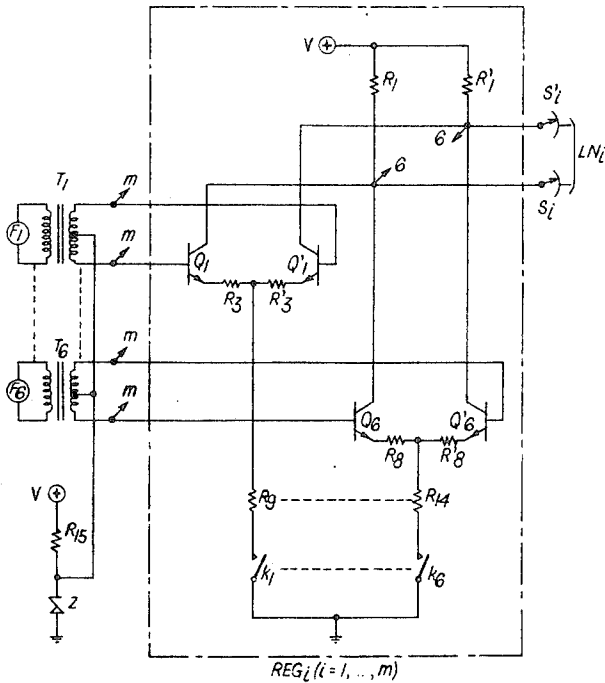 V
R1
R'1
S'i
6
LNi
6
Si
T1
m
F1
m
Q1
Q'1
R3
R'3
T6
m
F6
m
Q6
Q'6
R8
R'8
V
R9
R14
R15
k1
k6
Z
REGi (i = 1, .., m)